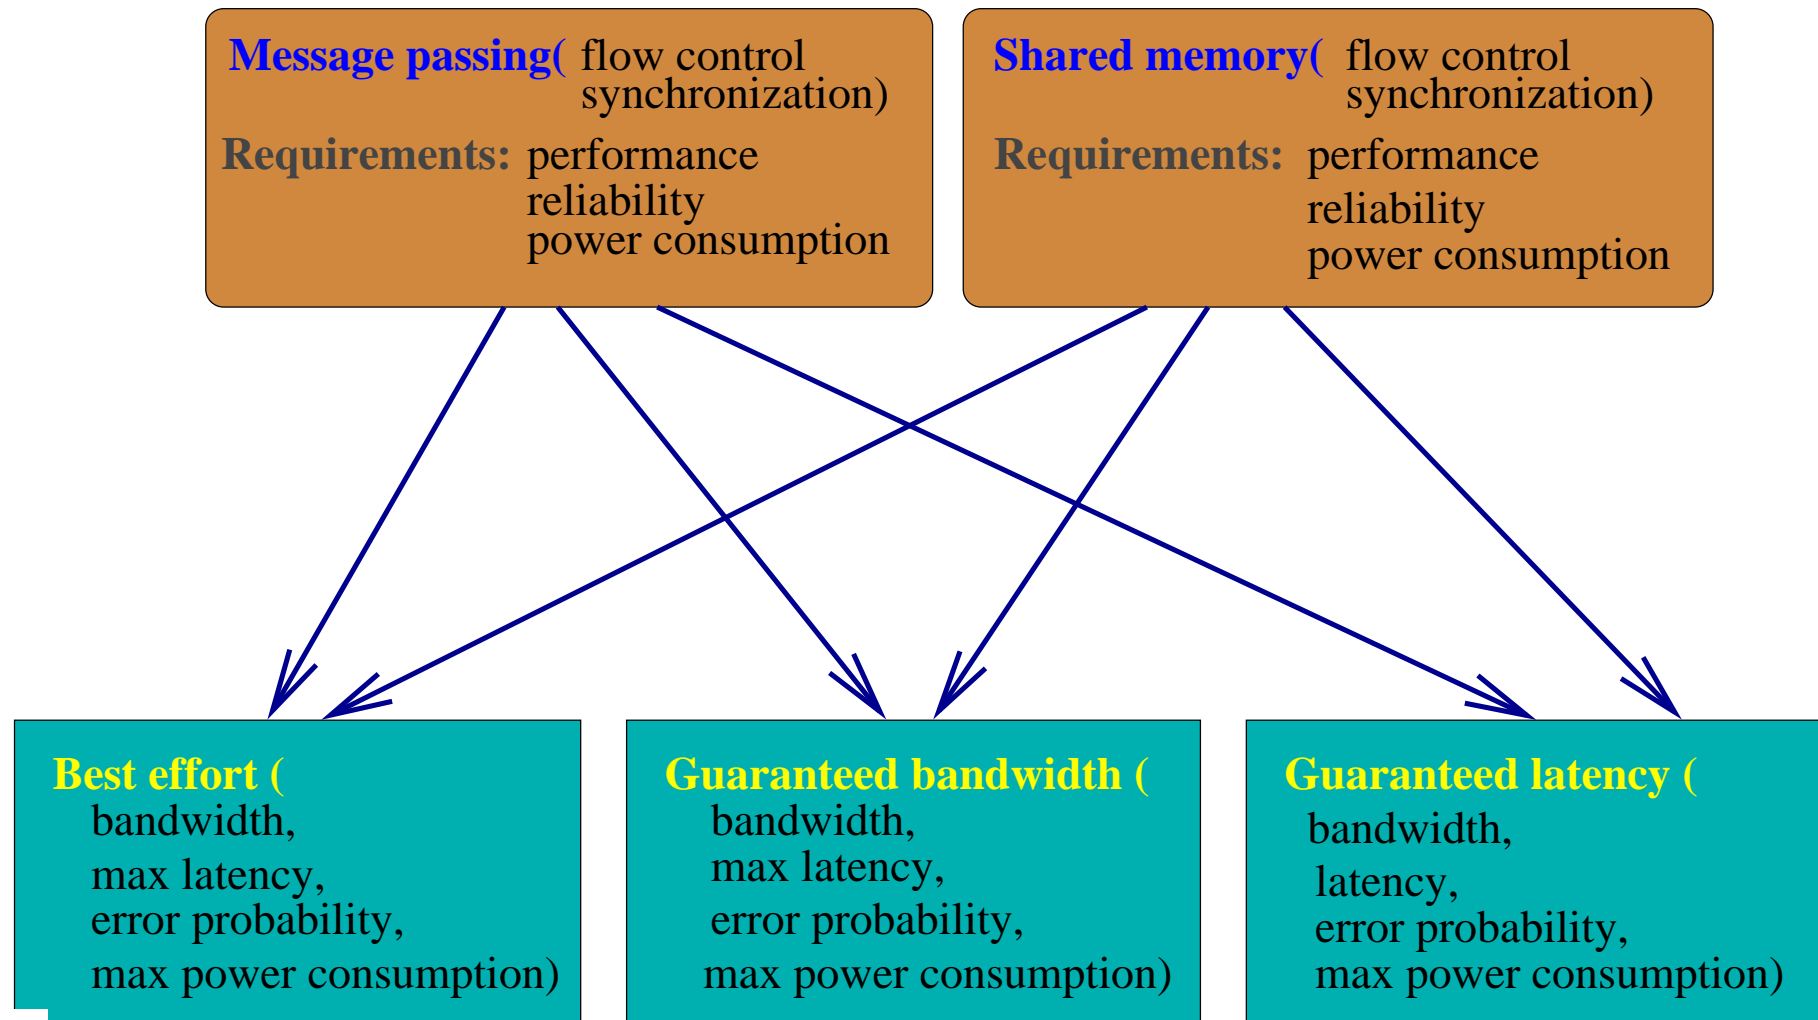 Message passing( flow control
synchronization)
Requirements: performance
reliability
power consumption
Shared memory( flow control
synchronization)
Requirements: performance
reliability
power consumption
Best effort (
bandwidth,
max latency,
error probability,
max power consumption)
Guaranteed bandwidth (
bandwidth,
max latency,
error probability,
max power consumption)
Guaranteed latency (
bandwidth,
latency,
error probability,
max power consumption)